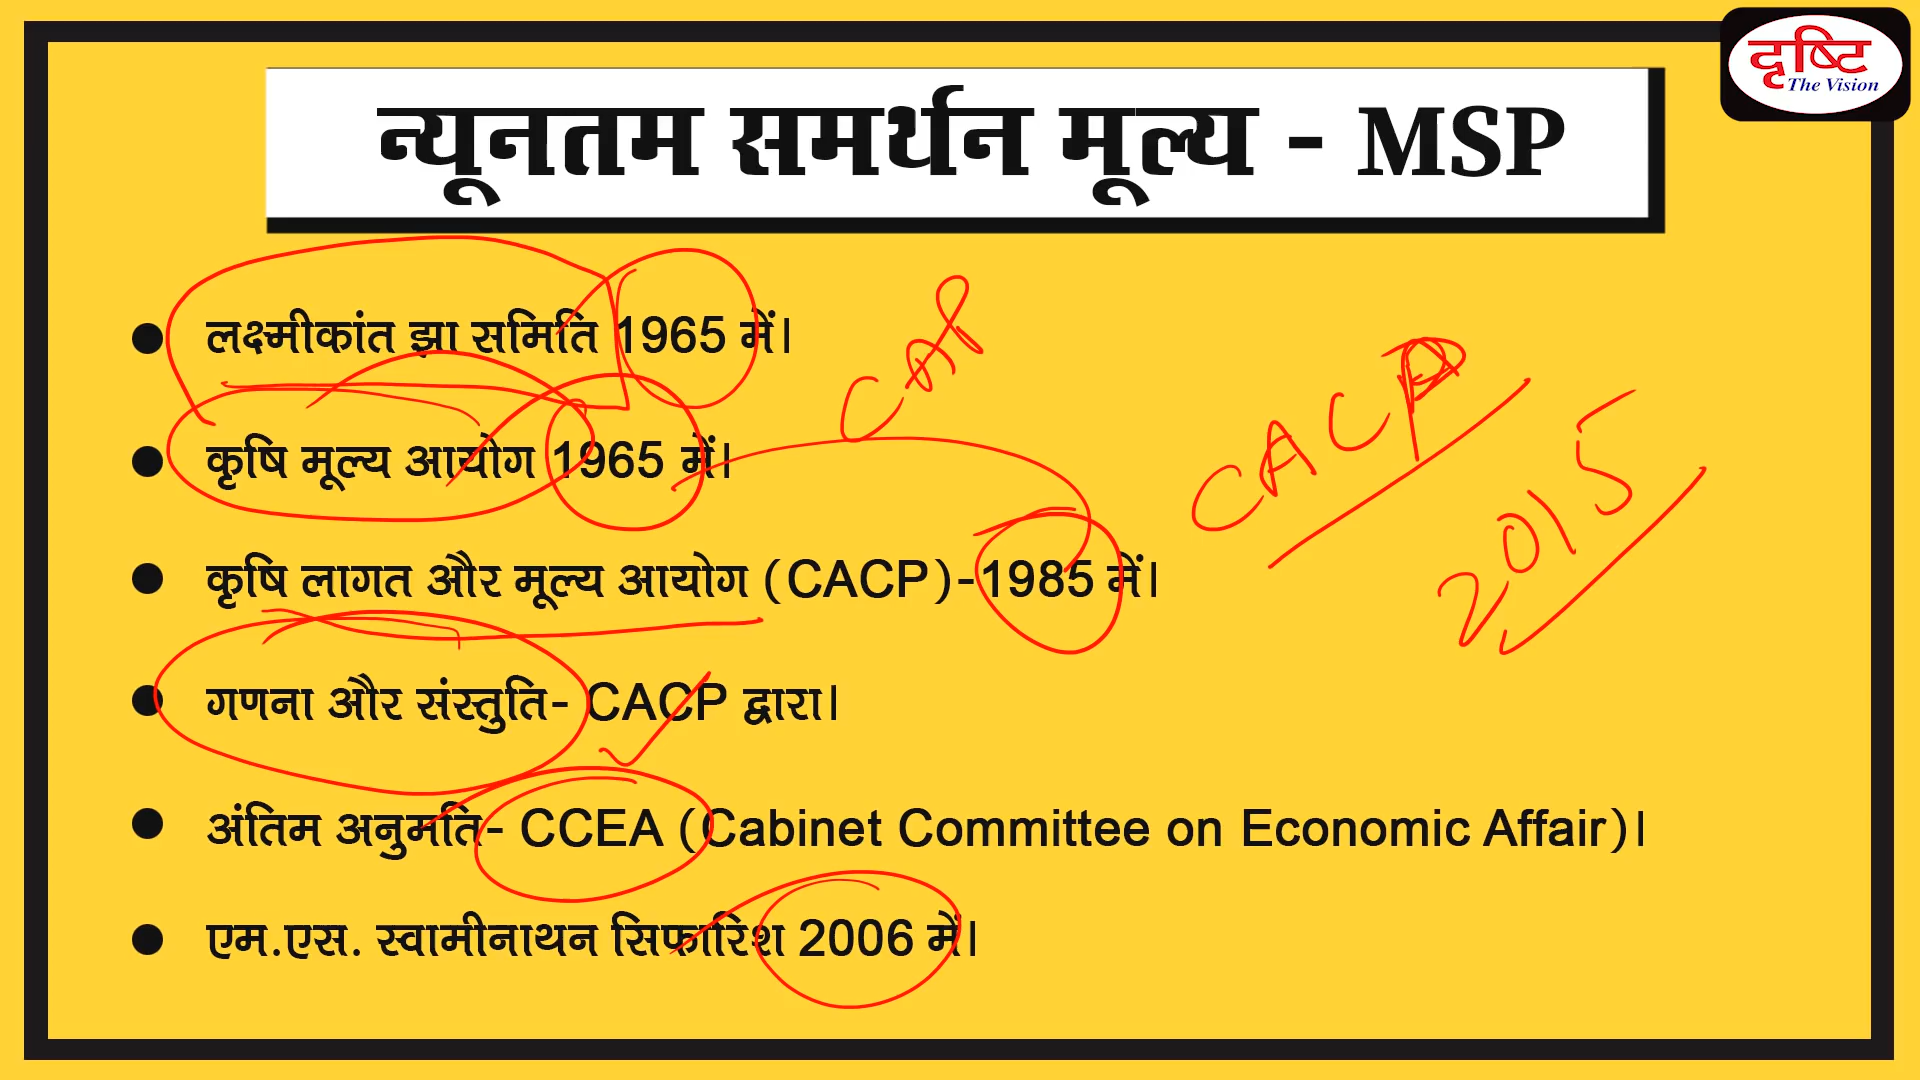 दृष्टि
The Vision
न्यूनतम समर्थन मूल्य - MSP
● लक्ष्मीकांत झा समिति 1965 में।
● कृषि मूल्य आयोग 1965 में।
● कृषि लागत और मूल्य आयोग (CACP)-1985 में।
● गणना और संस्तुति- CACP द्वारा।
● अंतिम अनुमति- CCEA (Cabinet Committee on Economic Affair)।
● एम.एस. स्वामीनाथन सिफारिश 2006 में।
CACP
2015